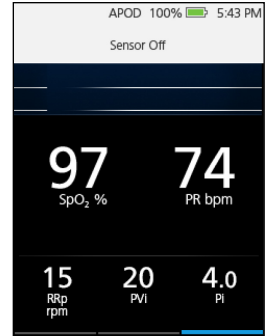 APOD 100% 5:43 PM
Sensor Off
97 74
SpO₂ % PR bpm
15 20 4.0
RRp PVi Pi
rpm